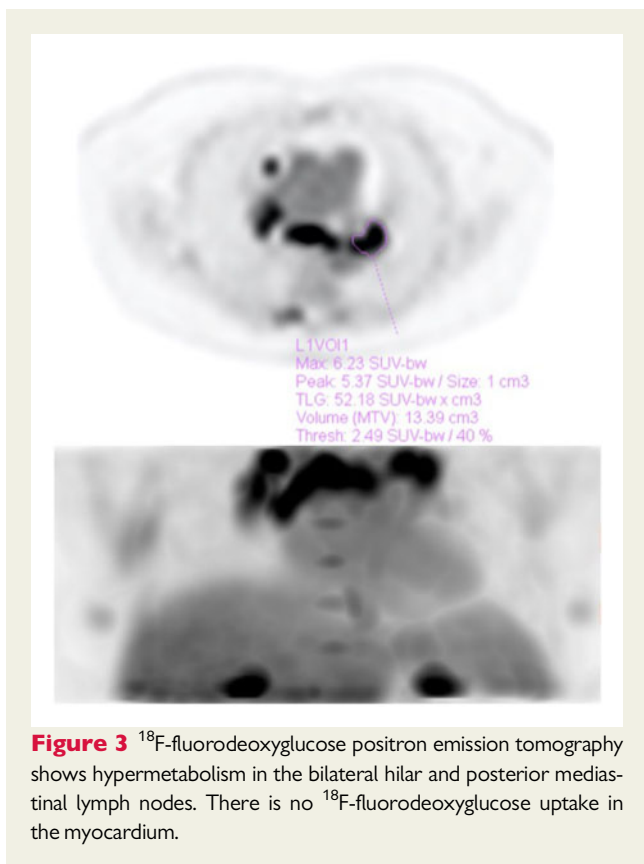 L1VOI1
Max: 6.23 SUV-bw
Peak: 5.37 SUV-bw / Size: 1 cm3
TLG: 52.18 SUV-bw x cm3
Volume (MTV): 13.39 cm3
Thresh: 2.49 SUV-bw / 40 %
Figure 3 ¹⁸F-fluorodeoxyglucose positron emission tomography
shows hypermetabolism in the bilateral hilar and posterior medias-
tinal lymph nodes. There is no ¹⁸F-fluorodeoxyglucose uptake in
the myocardium.